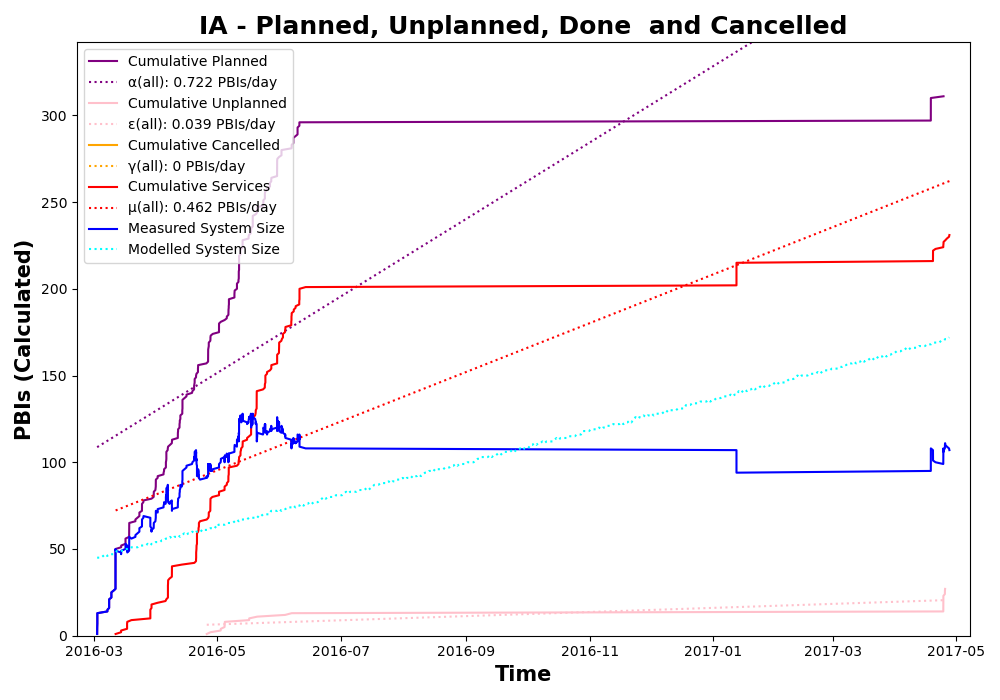 IA - Planned, Unplanned, Done  and Cancelled
Cumulative Planned
α(all): 0.722 PBIs/day
Cumulative Unplanned
ε(all): 0.039 PBIs/day
Cumulative Cancelled
γ(all): 0 PBIs/day
Cumulative Services
μ(all): 0.462 PBIs/day
Measured System Size
Modelled System Size
PBIs (Calculated)
300
250
200
150
100
50
0
2016-03 2016-05 2016-07 2016-09 2016-11 2017-01 2017-03 2017-05
Time